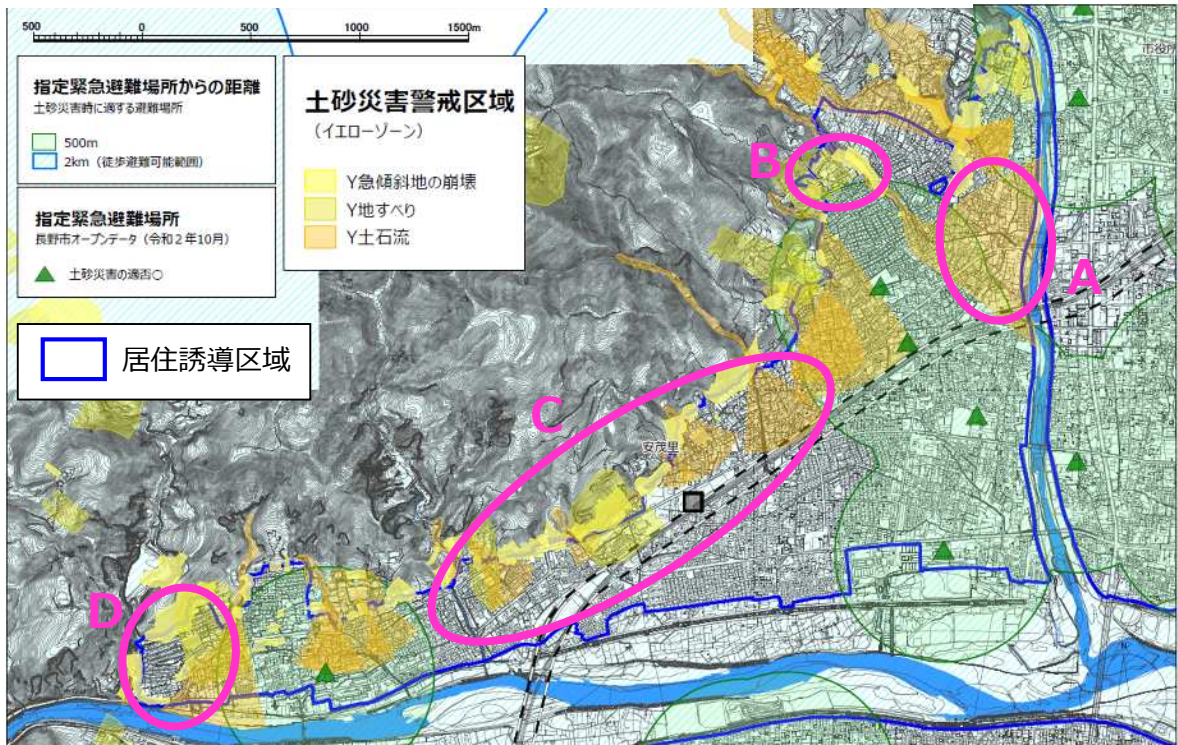 500 0 500 1000 1500m
指定緊急避難場所からの距離
土砂災害時に適する避難場所
500m
2km（徒歩避難可能範囲）
指定緊急避難場所
長野市オープンデータ（令和２年10月）
土砂災害の適否○
土砂災害警戒区域
（イエローゾーン）
Y急傾斜地の崩壊
Y地すべり
Y土石流
居住誘導区域
市役所
B
A
C
安茂里
D